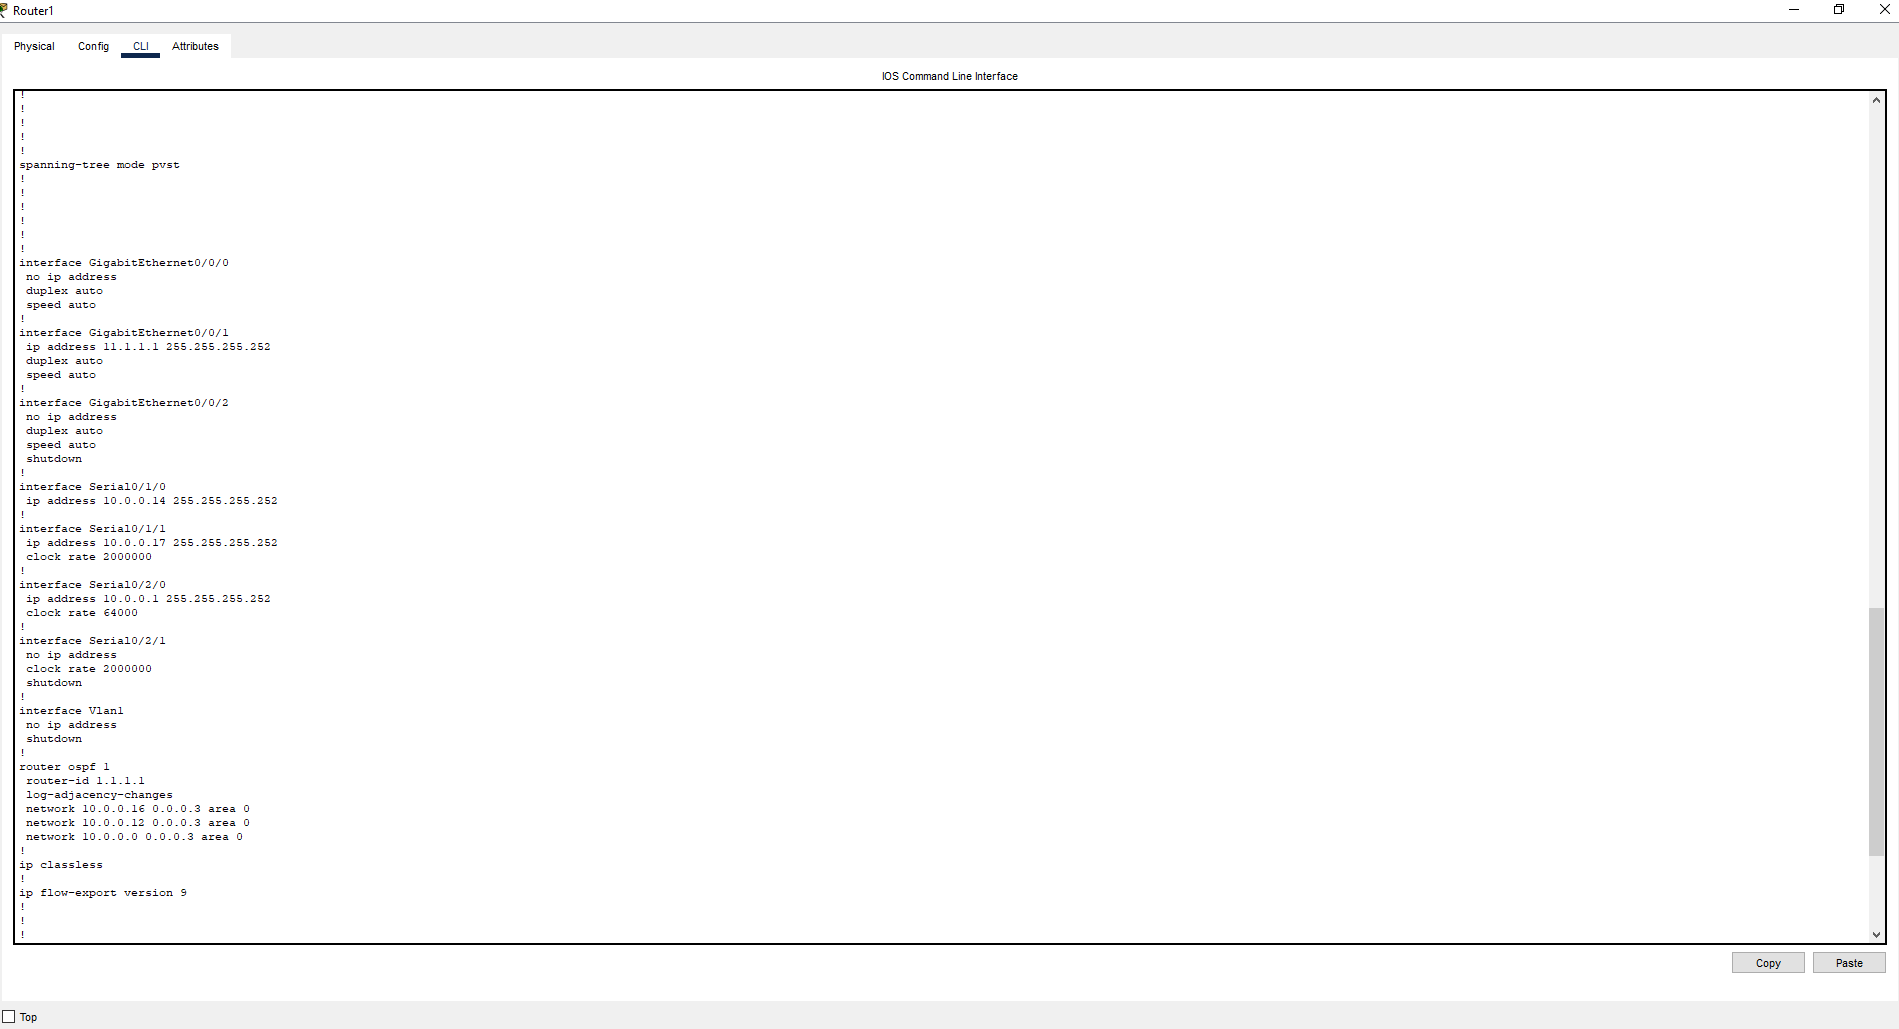 Router1
Physical Config CLI Attributes
IOS Command Line Interface
!
!
!
!
!
spanning-tree mode pvst
!
!
!
!
!
!
interface GigabitEthernet0/0/0
 no ip address
 duplex auto
 speed auto
!
interface GigabitEthernet0/0/1
 ip address 11.1.1.1 255.255.255.252
 duplex auto
 speed auto
!
interface GigabitEthernet0/0/2
 no ip address
 duplex auto
 speed auto
 shutdown
!
interface Serial0/1/0
 ip address 10.0.0.14 255.255.255.252
!
interface Serial0/1/1
 ip address 10.0.0.17 255.255.255.252
 clock rate 2000000
!
interface Serial0/2/0
 ip address 10.0.0.1 255.255.255.252
 clock rate 64000
!
interface Serial0/2/1
 no ip address
 clock rate 2000000
 shutdown
!
interface Vlan1
 no ip address
 shutdown
!
router ospf 1
 router-id 1.1.1.1
 log-adjacency-changes
 network 10.0.0.16 0.0.0.3 area 0
 network 10.0.0.12 0.0.0.3 area 0
 network 10.0.0.0 0.0.0.3 area 0
!
ip classless
!
ip flow-export version 9
!
!
!
Copy Paste
Top